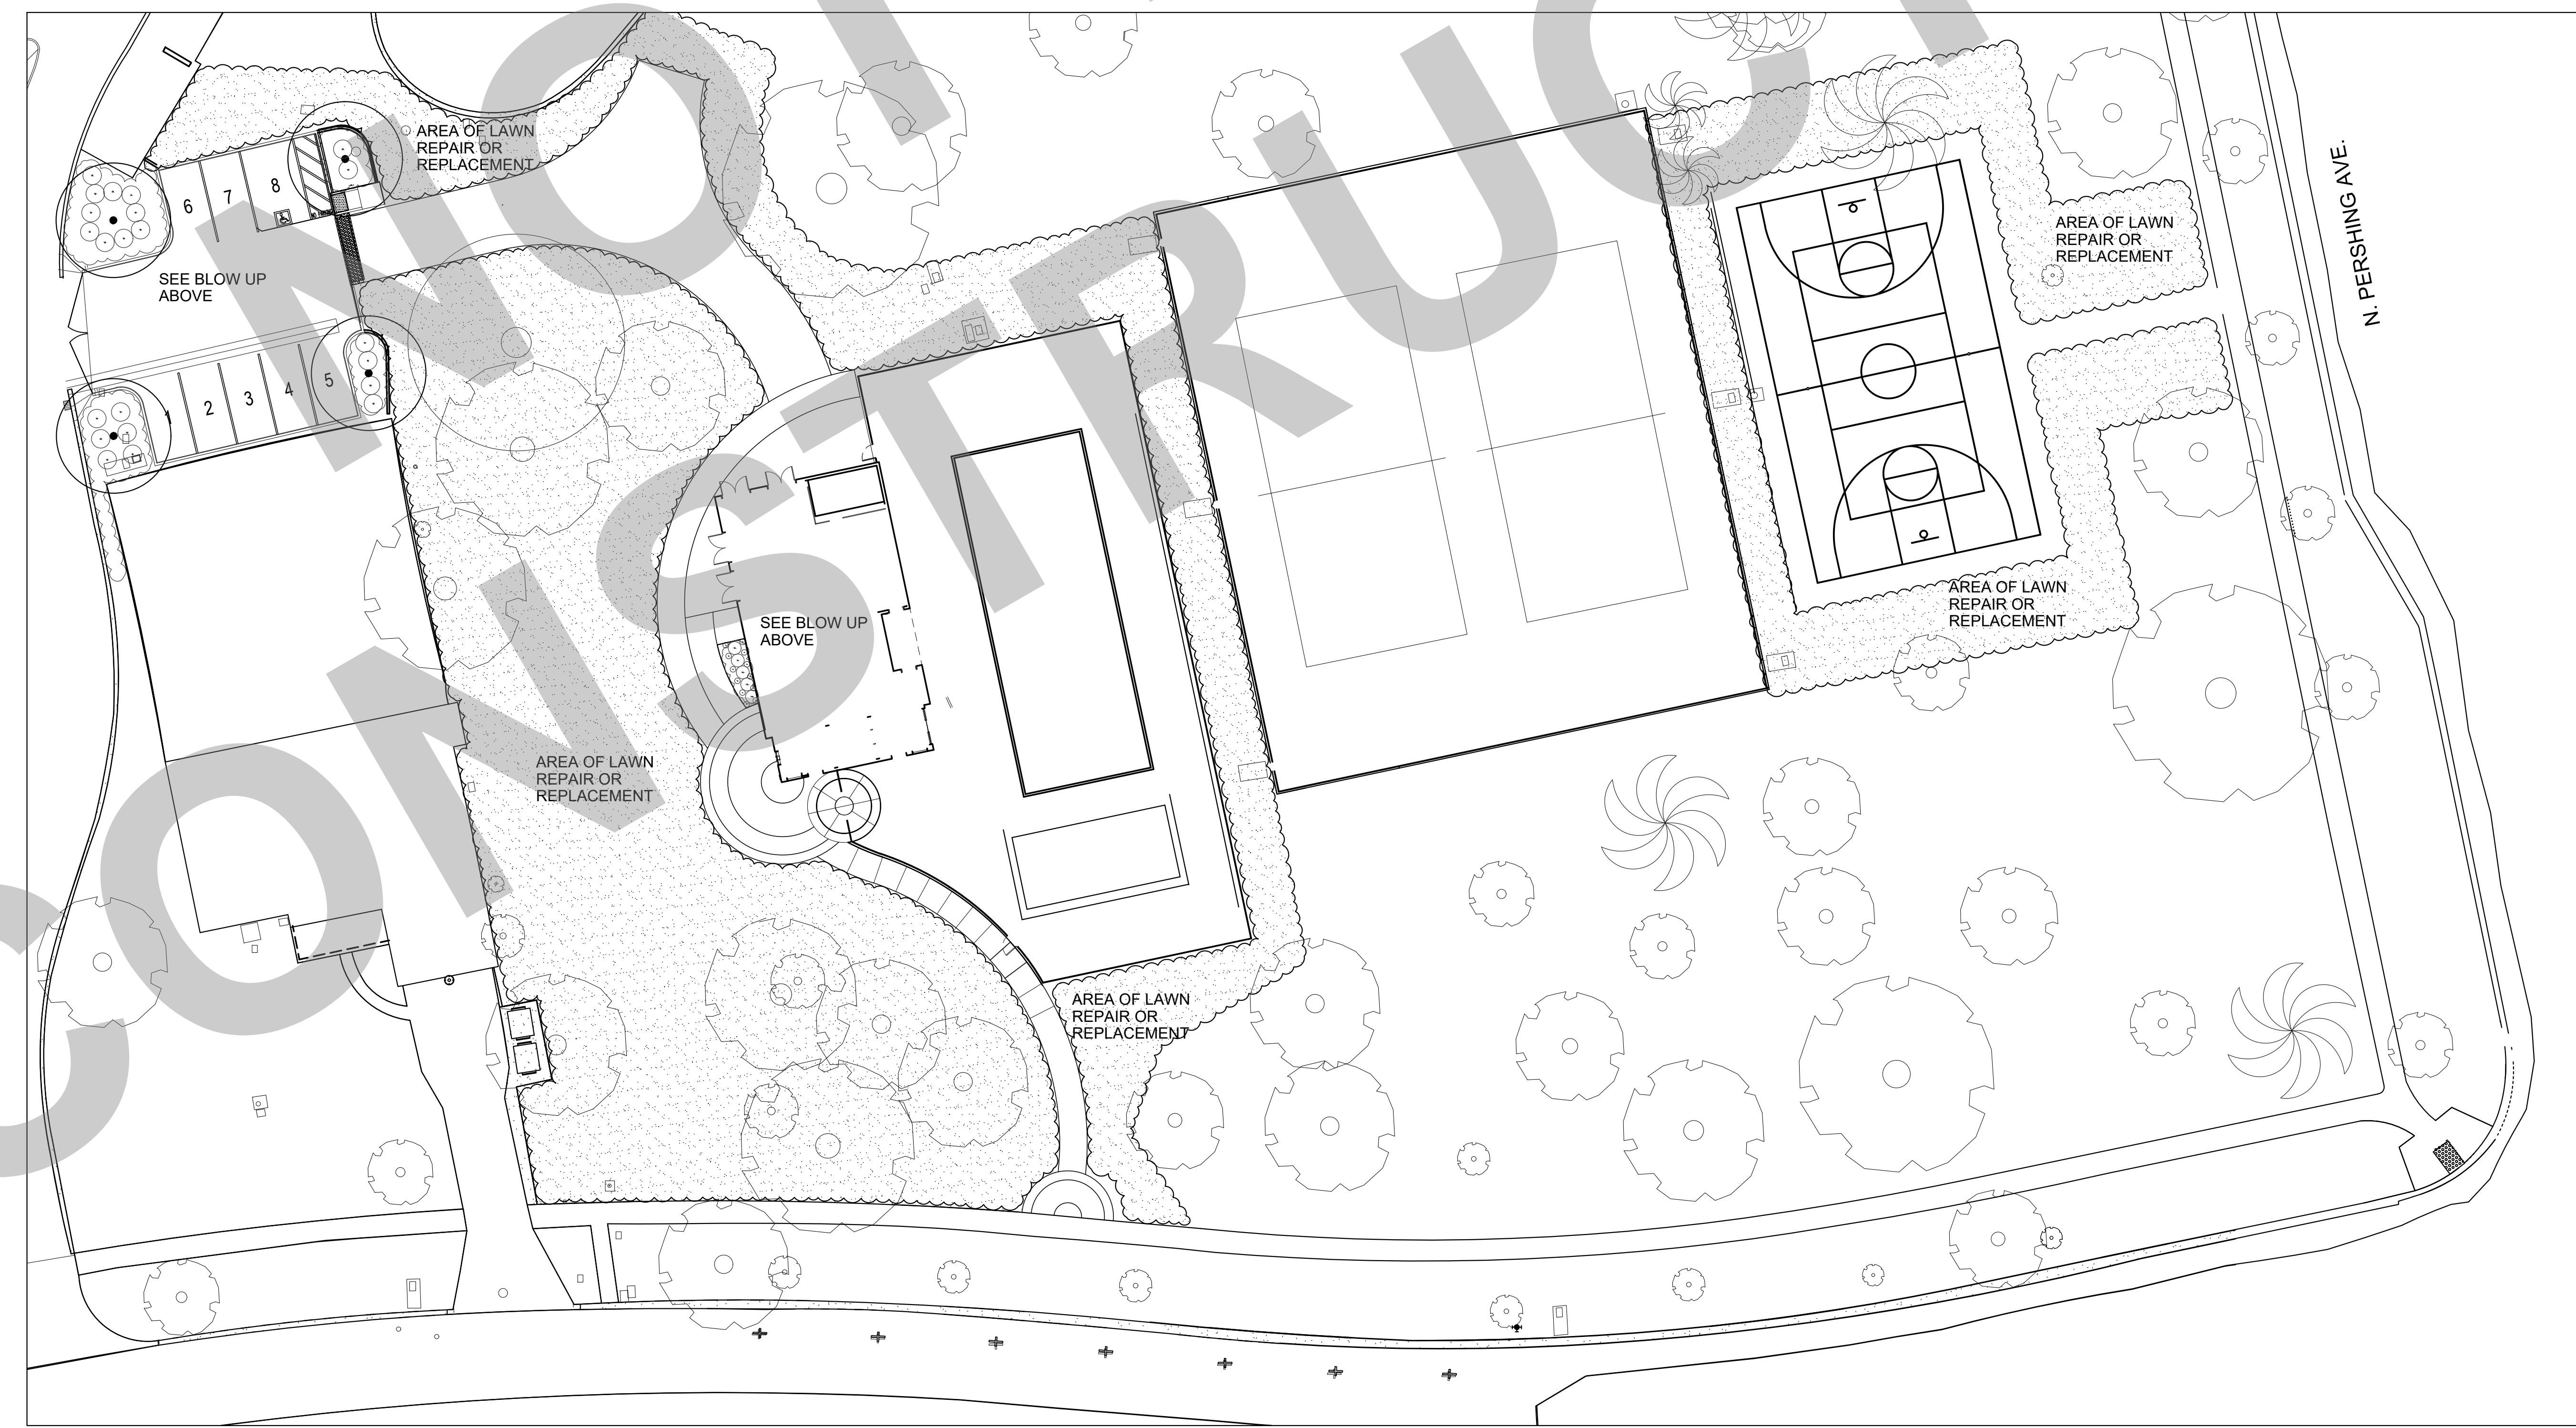 AREA OF LAWN
REPAIR OR
REPLACEMENT
6
7
8
SEE BLOW UP
ABOVE
1
2
3
4
5
AREA OF LAWN
REPAIR OR
REPLACEMENT
N. PERSHING AVE.
AREA OF LAWN
REPAIR OR
REPLACEMENT
SEE BLOW UP
ABOVE
AREA OF LAWN
REPAIR OR
REPLACEMENT
AREA OF LAWN
REPAIR OR
REPLACEMENT
NOT
CONSTRUCT